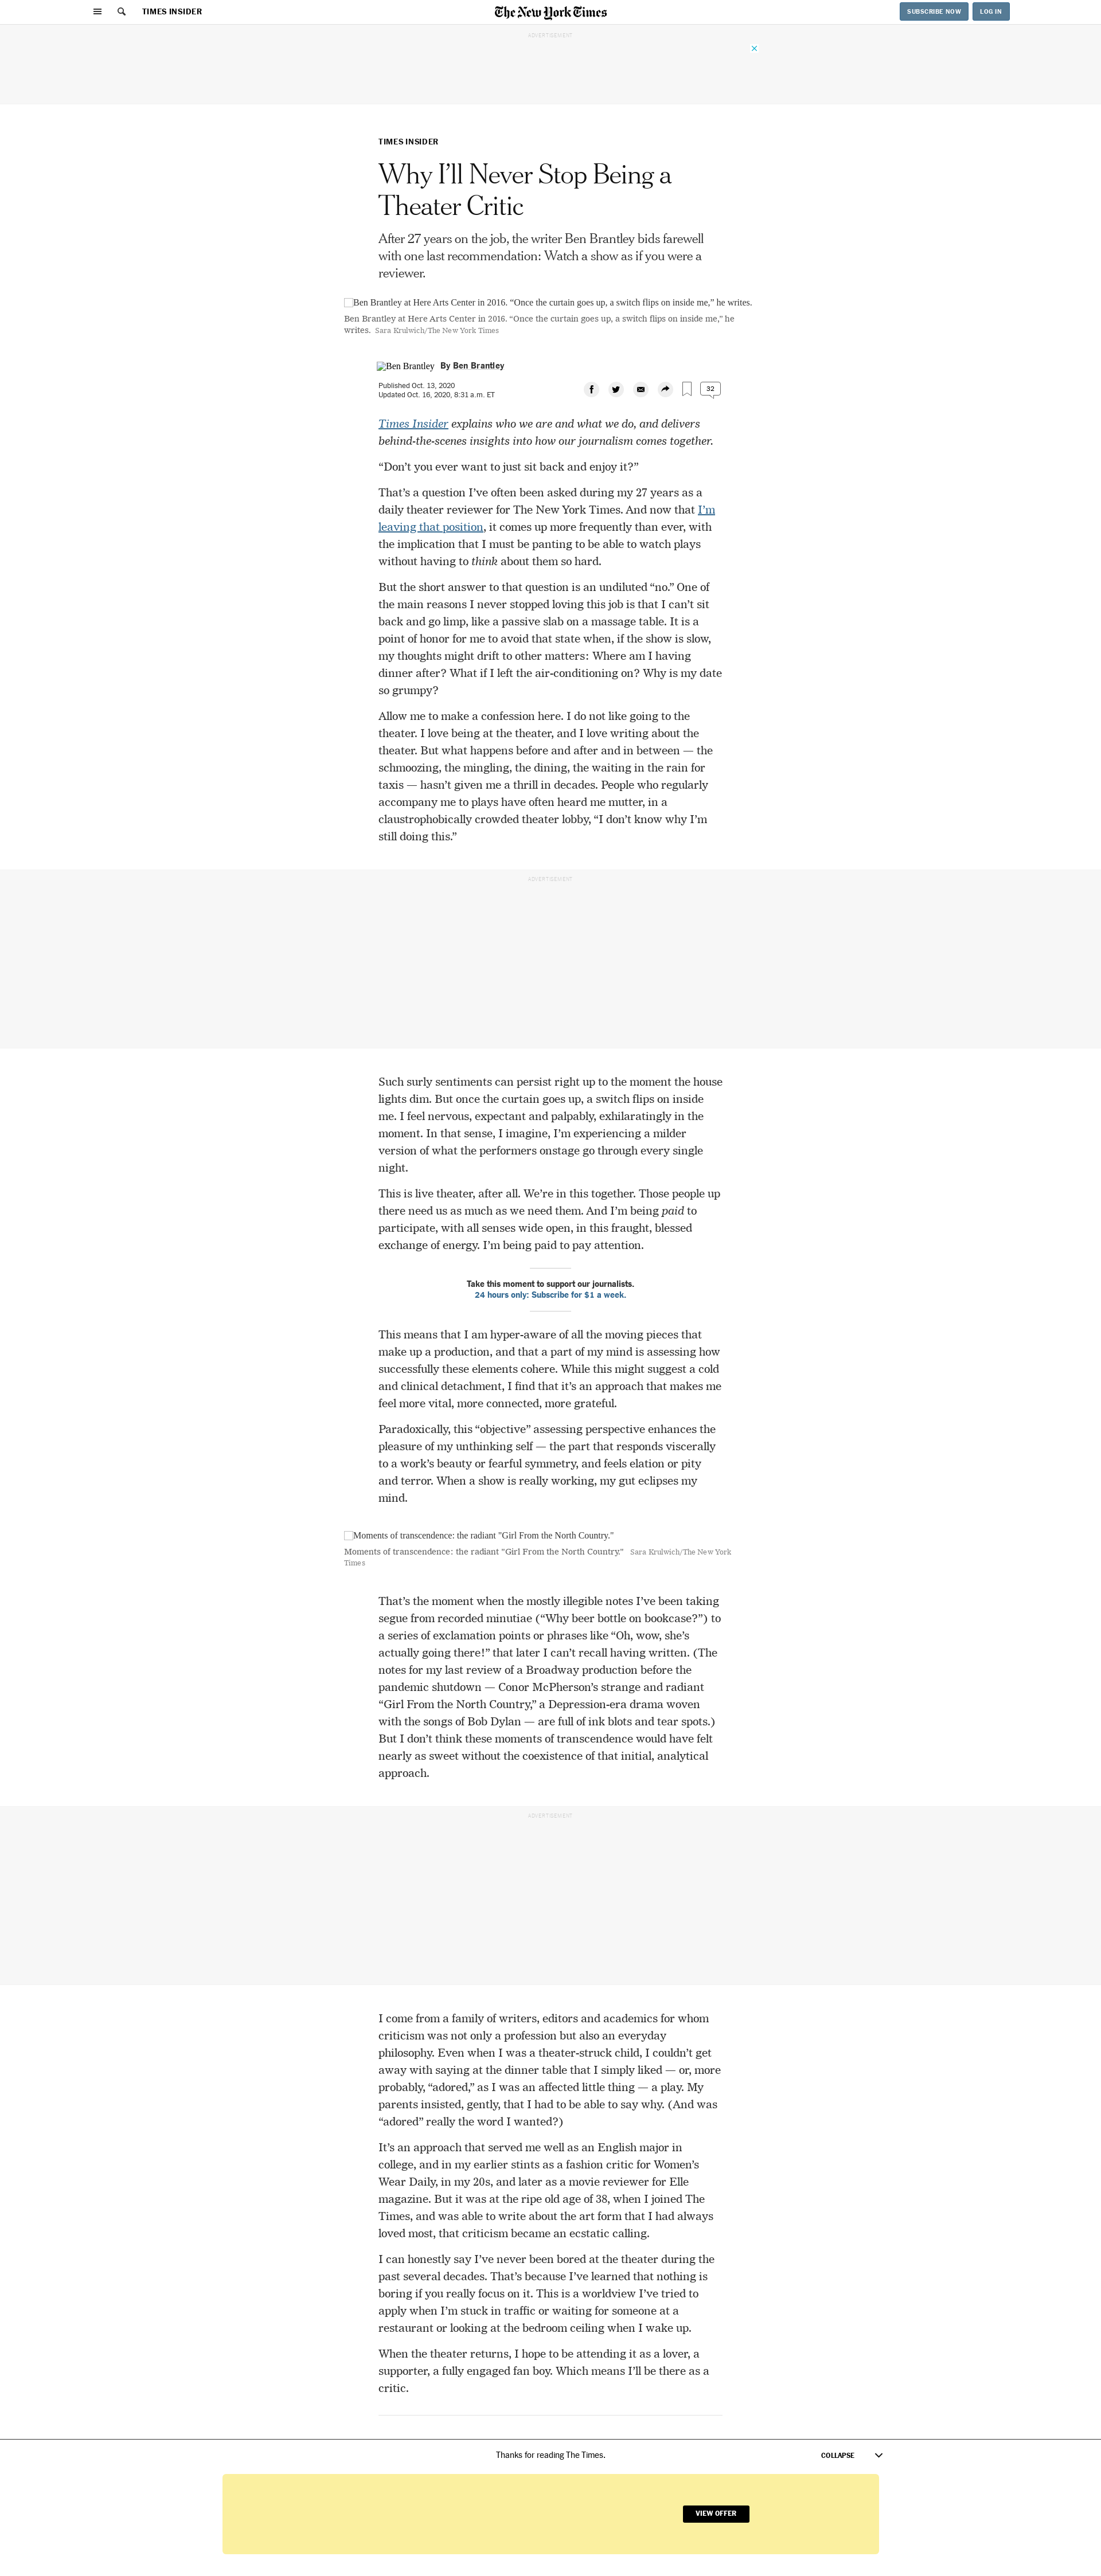 TIMES INSIDER
The New York Times
SUBSCRIBE NOW
LOG IN
ADVERTISEMENT
TIMES INSIDER
Why I’ll Never Stop Being a
Theater Critic
After 27 years on the job, the writer Ben Brantley bids farewell
with one last recommendation: Watch a show as if you were a
reviewer.
Ben Brantley at Here Arts Center in 2016. “Once the curtain goes up, a switch flips on inside me,” he writes.
Ben Brantley at Here Arts Center in 2016. “Once the curtain goes up, a switch flips on inside me,” he
writes. Sara Krulwich/The New York Times
Ben Brantley By Ben Brantley
Published Oct. 13, 2020
Updated Oct. 16, 2020, 8:31 a.m. ET
32
Times Insider explains who we are and what we do, and delivers
behind-the-scenes insights into how our journalism comes together.
“Don’t you ever want to just sit back and enjoy it?”
That’s a question I’ve often been asked during my 27 years as a
daily theater reviewer for The New York Times. And now that I’m
leaving that position, it comes up more frequently than ever, with
the implication that I must be panting to be able to watch plays
without having to think about them so hard.
But the short answer to that question is an undiluted “no.” One of
the main reasons I never stopped loving this job is that I can’t sit
back and go limp, like a passive slab on a massage table. It is a
point of honor for me to avoid that state when, if the show is slow,
my thoughts might drift to other matters: Where am I having
dinner after? What if I left the air-conditioning on? Why is my date
so grumpy?
Allow me to make a confession here. I do not like going to the
theater. I love being at the theater, and I love writing about the
theater. But what happens before and after and in between — the
schmoozing, the mingling, the dining, the waiting in the rain for
taxis — hasn’t given me a thrill in decades. People who regularly
accompany me to plays have often heard me mutter, in a
claustrophobically crowded theater lobby, “I don’t know why I’m
still doing this.”
ADVERTISEMENT
Such surly sentiments can persist right up to the moment the house
lights dim. But once the curtain goes up, a switch flips on inside
me. I feel nervous, expectant and palpably, exhilaratingly in the
moment. In that sense, I imagine, I’m experiencing a milder
version of what the performers onstage go through every single
night.
This is live theater, after all. We’re in this together. Those people up
there need us as much as we need them. And I’m being paid to
participate, with all senses wide open, in this fraught, blessed
exchange of energy. I’m being paid to pay attention.
Take this moment to support our journalists.
24 hours only: Subscribe for $1 a week.
This means that I am hyper-aware of all the moving pieces that
make up a production, and that a part of my mind is assessing how
successfully these elements cohere. While this might suggest a cold
and clinical detachment, I find that it’s an approach that makes me
feel more vital, more connected, more grateful.
Paradoxically, this “objective” assessing perspective enhances the
pleasure of my unthinking self — the part that responds viscerally
to a work’s beauty or fearful symmetry, and feels elation or pity
and terror. When a show is really working, my gut eclipses my
mind.
Moments of transcendence: the radiant "Girl From the North Country."
Moments of transcendence: the radiant "Girl From the North Country." Sara Krulwich/The New York
Times
That’s the moment when the mostly illegible notes I’ve been taking
segue from recorded minutiae (“Why beer bottle on bookcase?”) to
a series of exclamation points or phrases like “Oh, wow, she’s
actually going there!” that later I can’t recall having written. (The
notes for my last review of a Broadway production before the
pandemic shutdown — Conor McPherson’s strange and radiant
“Girl From the North Country,” a Depression-era drama woven
with the songs of Bob Dylan — are full of ink blots and tear spots.)
But I don’t think these moments of transcendence would have felt
nearly as sweet without the coexistence of that initial, analytical
approach.
ADVERTISEMENT
I come from a family of writers, editors and academics for whom
criticism was not only a profession but also an everyday
philosophy. Even when I was a theater-struck child, I couldn’t get
away with saying at the dinner table that I simply liked — or, more
probably, “adored,” as I was an affected little thing — a play. My
parents insisted, gently, that I had to be able to say why. (And was
“adored” really the word I wanted?)
It’s an approach that served me well as an English major in
college, and in my earlier stints as a fashion critic for Women’s
Wear Daily, in my 20s, and later as a movie reviewer for Elle
magazine. But it was at the ripe old age of 38, when I joined The
Times, and was able to write about the art form that I had always
loved most, that criticism became an ecstatic calling.
I can honestly say I’ve never been bored at the theater during the
past several decades. That’s because I’ve learned that nothing is
boring if you really focus on it. This is a worldview I’ve tried to
apply when I’m stuck in traffic or waiting for someone at a
restaurant or looking at the bedroom ceiling when I wake up.
When the theater returns, I hope to be attending it as a lover, a
supporter, a fully engaged fan boy. Which means I’ll be there as a
critic.
Thanks for reading The Times.
COLLAPSE
VIEW OFFER